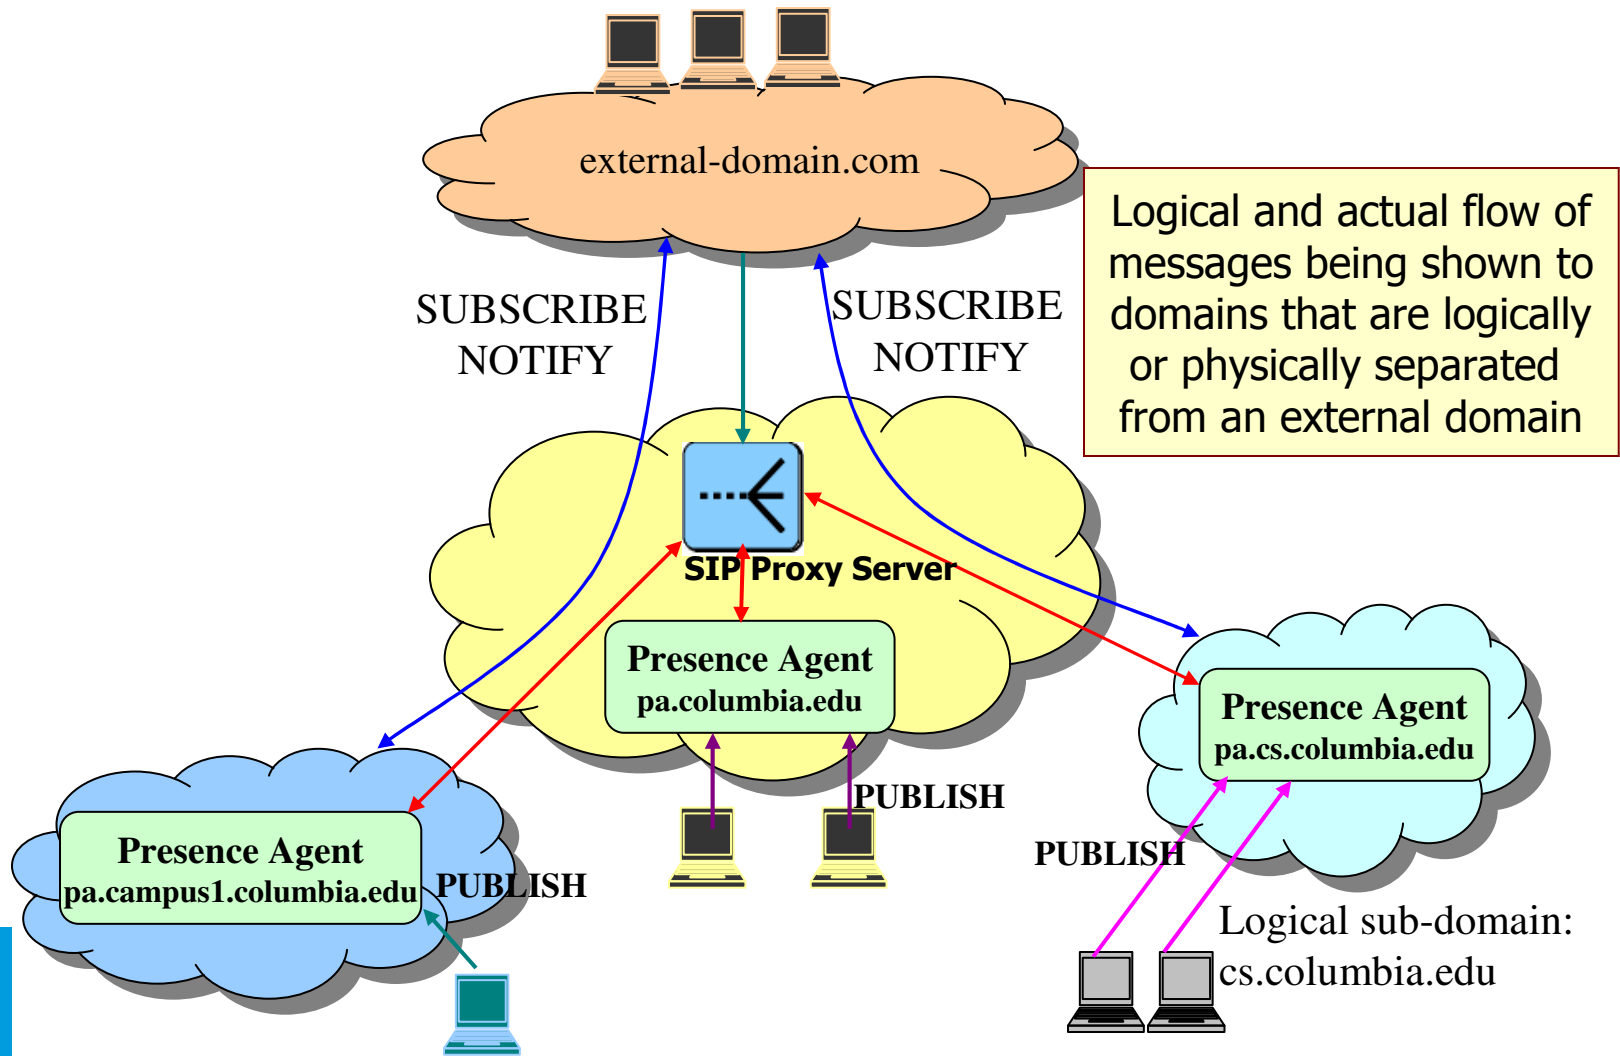 external-domain.com
Logical and actual flow of
messages being shown to
domains that are logically
or physically separated
from an external domain
SUBSCRIBE
NOTIFY
SUBSCRIBE
NOTIFY
SIP Proxy Server
Presence Agent
pa.columbia.edu
Presence Agent
pa.cs.columbia.edu
PUBLISH
PUBLISH
Presence Agent
pa.campus1.columbia.edu
PUBLISH
Logical sub-domain:
cs.columbia.edu